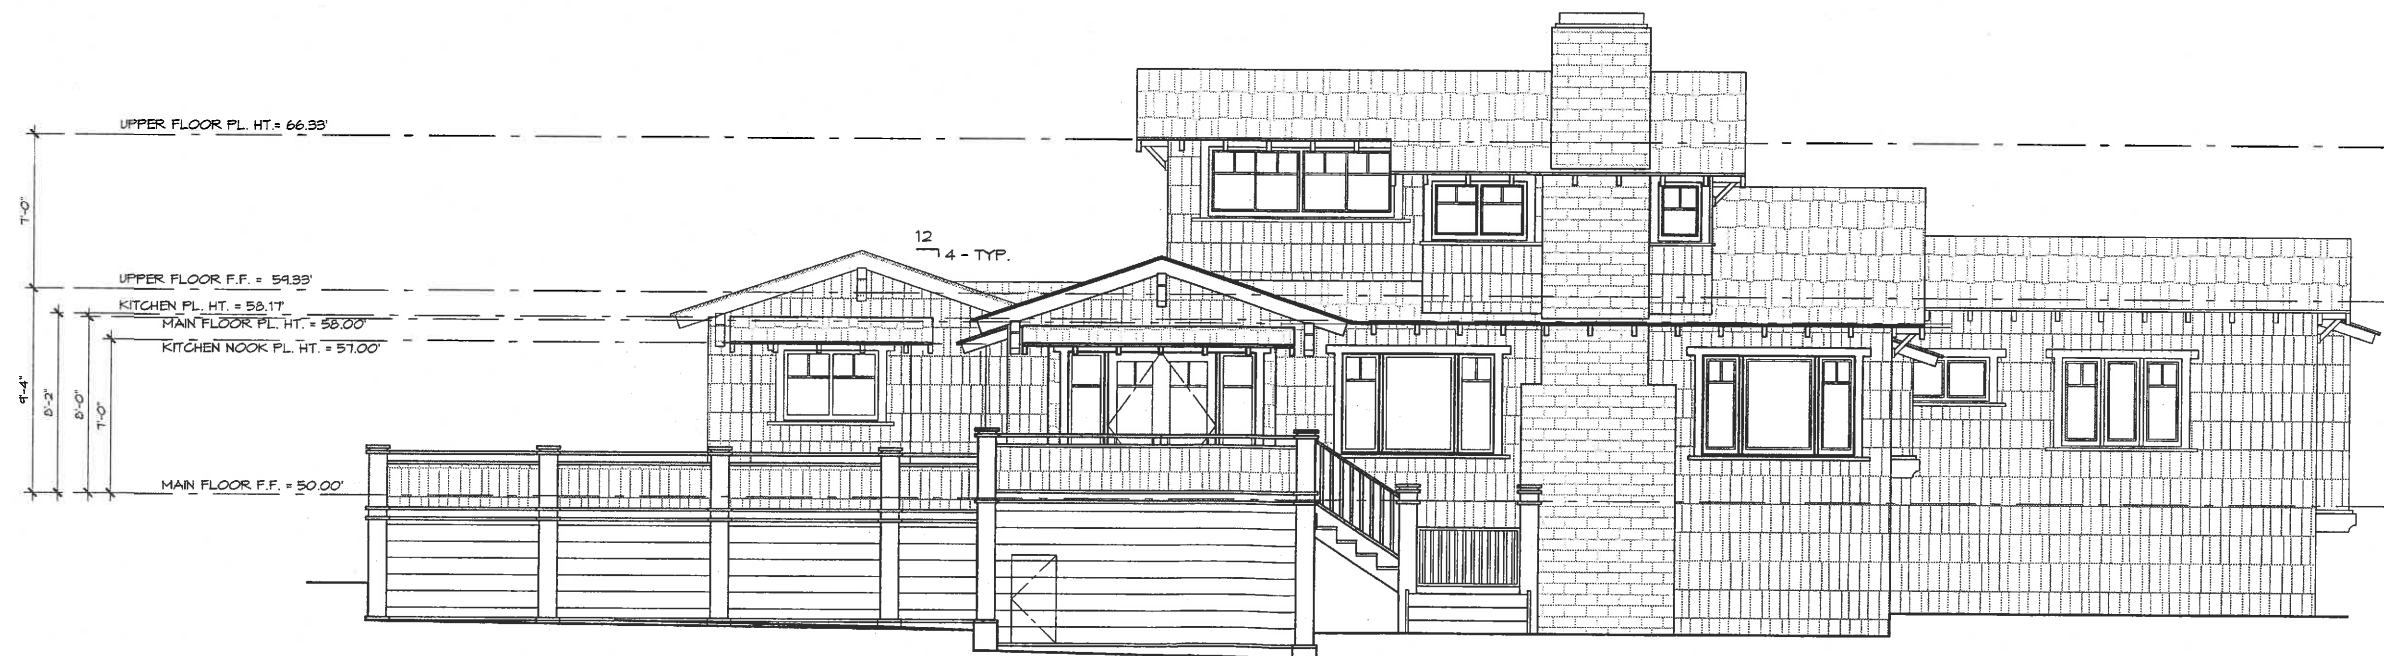 UPPER FLOOR PL. HT.= 66.33'
7'-0"
12
4 - TYP.
UPPER FLOOR F.F. = 59.33'
KITCHEN PL. HT. = 58.17'
MAIN FLOOR PL. HT. = 58.00'
KITCHEN NOOK PL. HT. = 57.00'
9'-4"
8'-2"
8'-0"
7'-0"
MAIN FLOOR F.F. = 50.00'